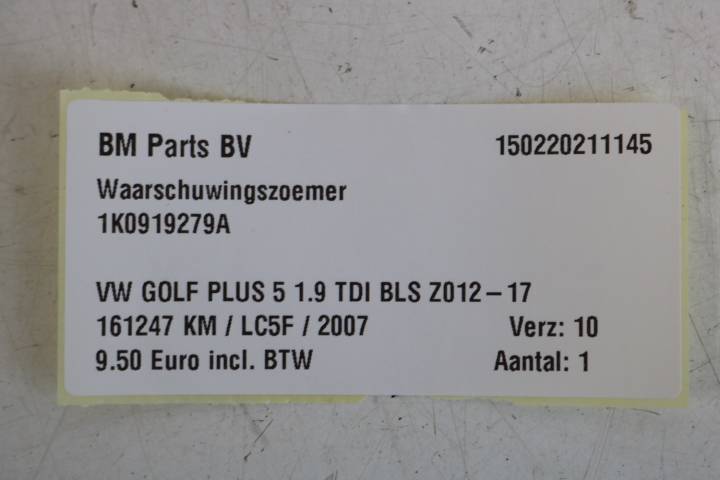 BM Parts BV 150220211145
Waarschuwingszoemer
1K0919279A
VW GOLF PLUS 5 1.9 TDI BLS Z012-17
161247 KM / LC5F / 2007 Verz: 10
9.50 Euro incl. BTW Aantal: 1